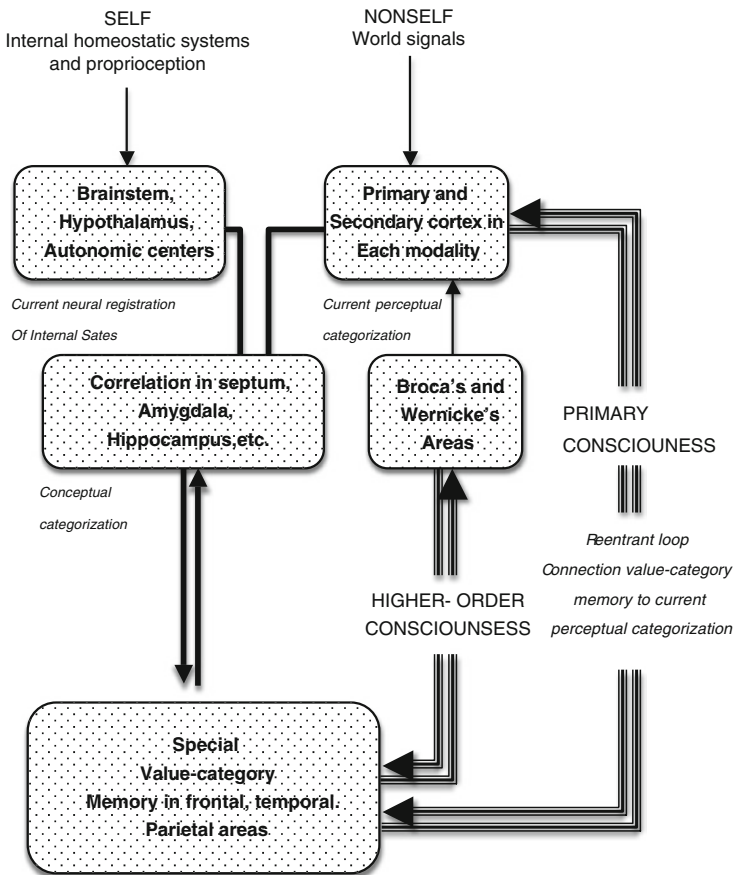 SELF
Internal homeostatic systems
and proprioception
NONSELF
World signals
Brainstem,
Hypothalamus,
Autonomic centers
Primary and
Secondary cortex in
Each modality
Current neural registration
Of Internal Sates
Current perceptual
categorization
Correlation in septum,
Amygdala,
Hippocampus,etc.
Broca's and
Wernicke's
Areas
PRIMARY
CONSCIOUNESS
Conceptual
categorization
Reentrant loop
Connection value-category
memory to current
perceptual categorization
HIGHER- ORDER
CONSCIOUNSESS
Special
Value-category
Memory in frontal, temporal.
Parietal areas